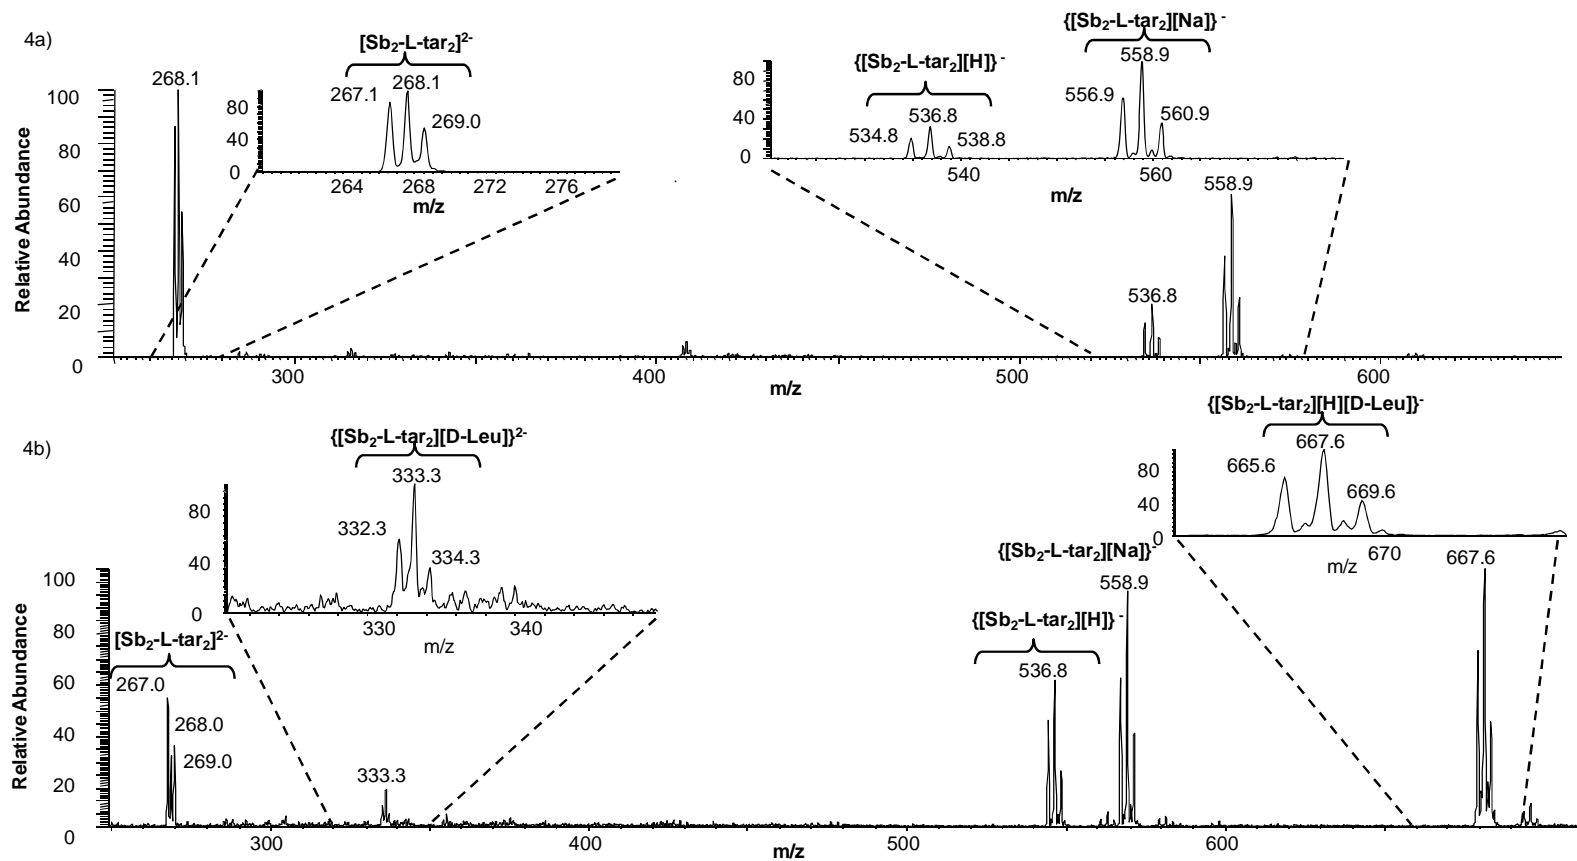 4a)
[Sb2-L-tar2]2-
268.1
267.1 268.1
269.0
80
40
0
264 268 272 276
m/z
{[Sb2-L-tar2][H]}-
536.8
534.8 538.8
{[Sb2-L-tar2][Na]}-
558.9
556.9
560.9
80
40
0
540 560
m/z
558.9
536.8
Relative Abundance
100
80
60
40
20
0
300 400 500 600
m/z
4b)
{[Sb2-L-tar2][D-Leu]}2-
333.3
332.3
334.3
80
40
0
330 340
m/z
{[Sb2-L-tar2][H][D-Leu]}-
667.6
665.6
669.6
80
40
0
670
m/z
{[Sb2-L-tar2][Na]}-
558.9
667.6
{[Sb2-L-tar2][H]}-
536.8
[Sb2-L-tar2]2-
267.0
268.0
269.0
333.3
Relative Abundance
100
80
60
40
20
0
300 400 500 600
m/z